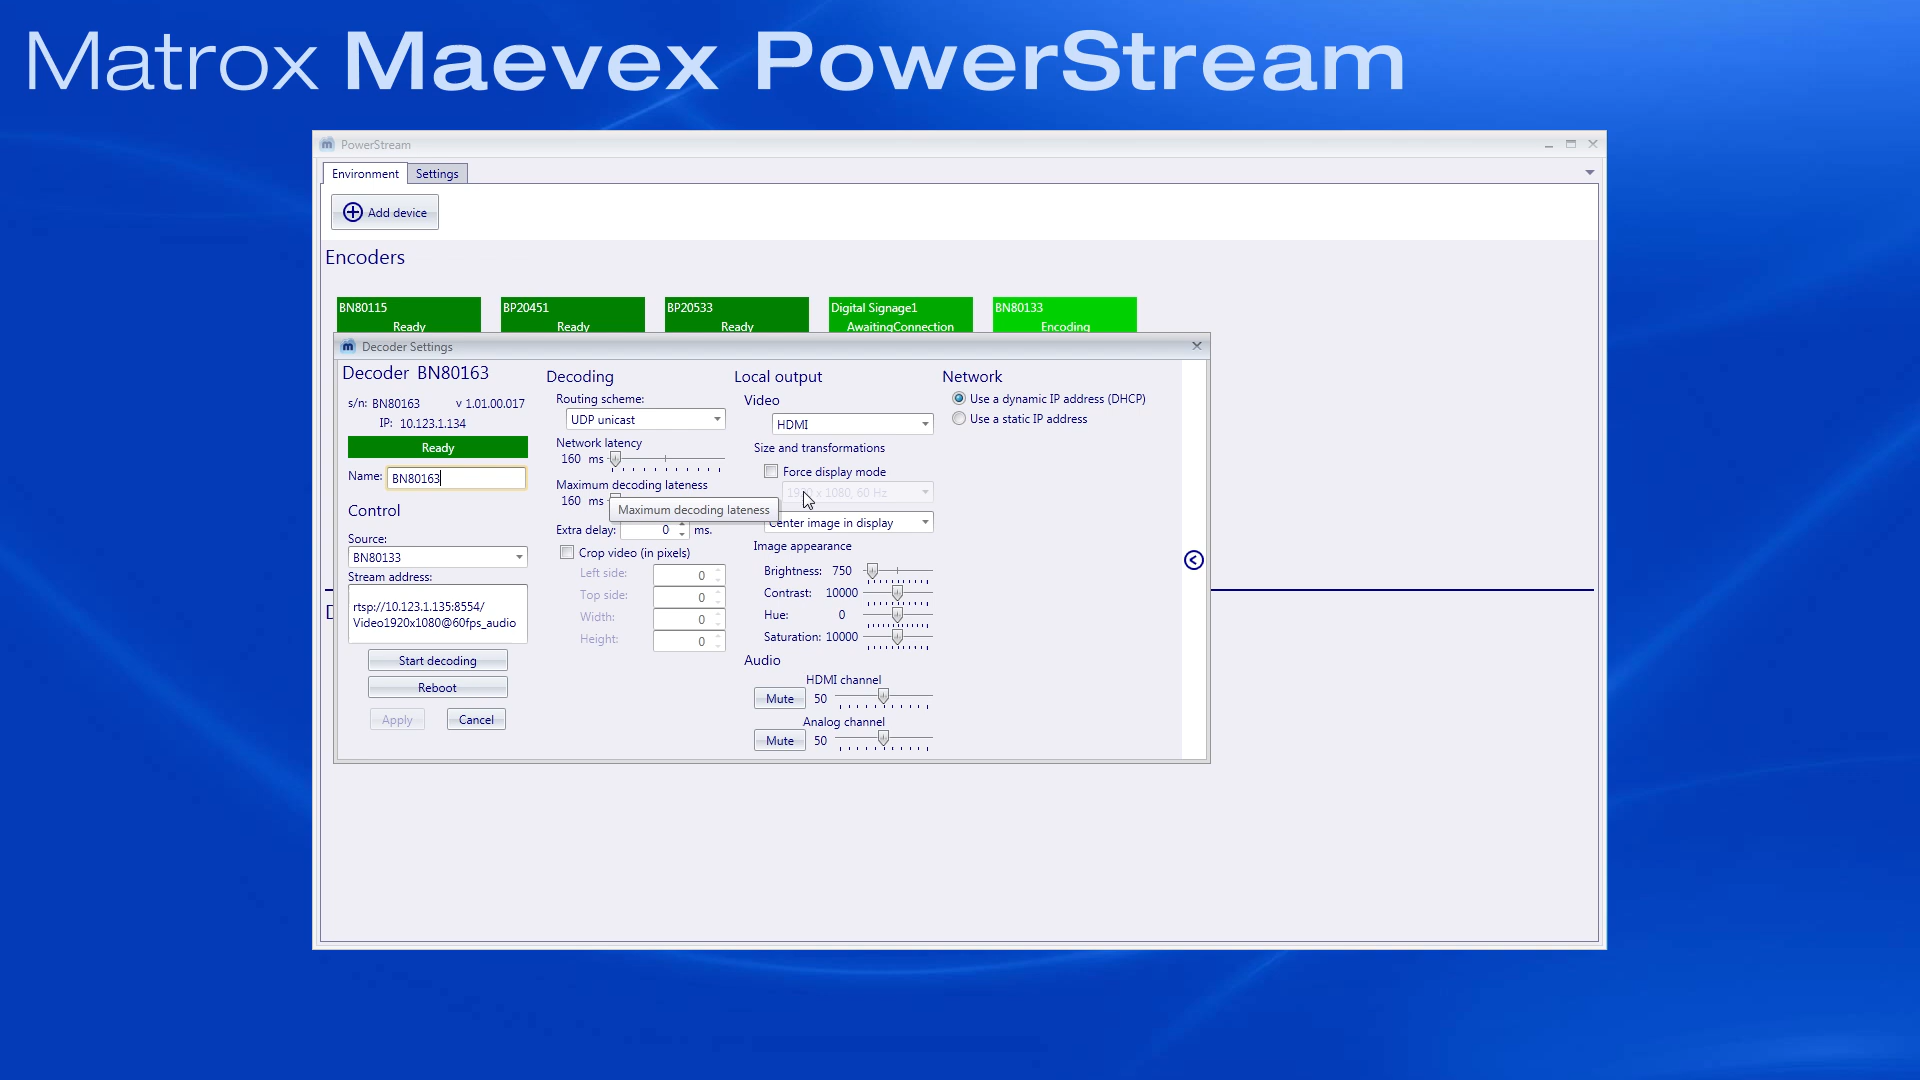 Matrox Maevex PowerStream
PowerStream
Environment
Settings
Add device
Encoders
BN80115
Ready
BP20451
Ready
BP20533
Ready
Digital Signage1
AwaitingConnection
BN80133
Encoding
Decoder Settings
Decoder BN80163
s/n: BN80163 v 1.01.00.017
IP: 10.123.1.134
Ready
Name: BN80163
Control
Source:
BN80133
Stream address:
rtsp://10.123.1.135:8554/
Video1920x1080@60fps_audio
Start decoding
Reboot
Apply
Cancel
Decoding
Routing scheme:
UDP unicast
Network latency
160 ms
Maximum decoding lateness
160 ms
Maximum decoding lateness
Extra delay: 0 ms.
Crop video (in pixels)
Left side: 0
Top side: 0
Width: 0
Height: 0
Local output
Video
HDMI
Size and transformations
Force display mode
x 1080, 60 Hz
Center image in display
Image appearance
Brightness: 750
Contrast: 10000
Hue: 0
Saturation: 10000
Audio
HDMI channel
Mute 50
Analog channel
Mute 50
Network
Use a dynamic IP address (DHCP)
Use a static IP address